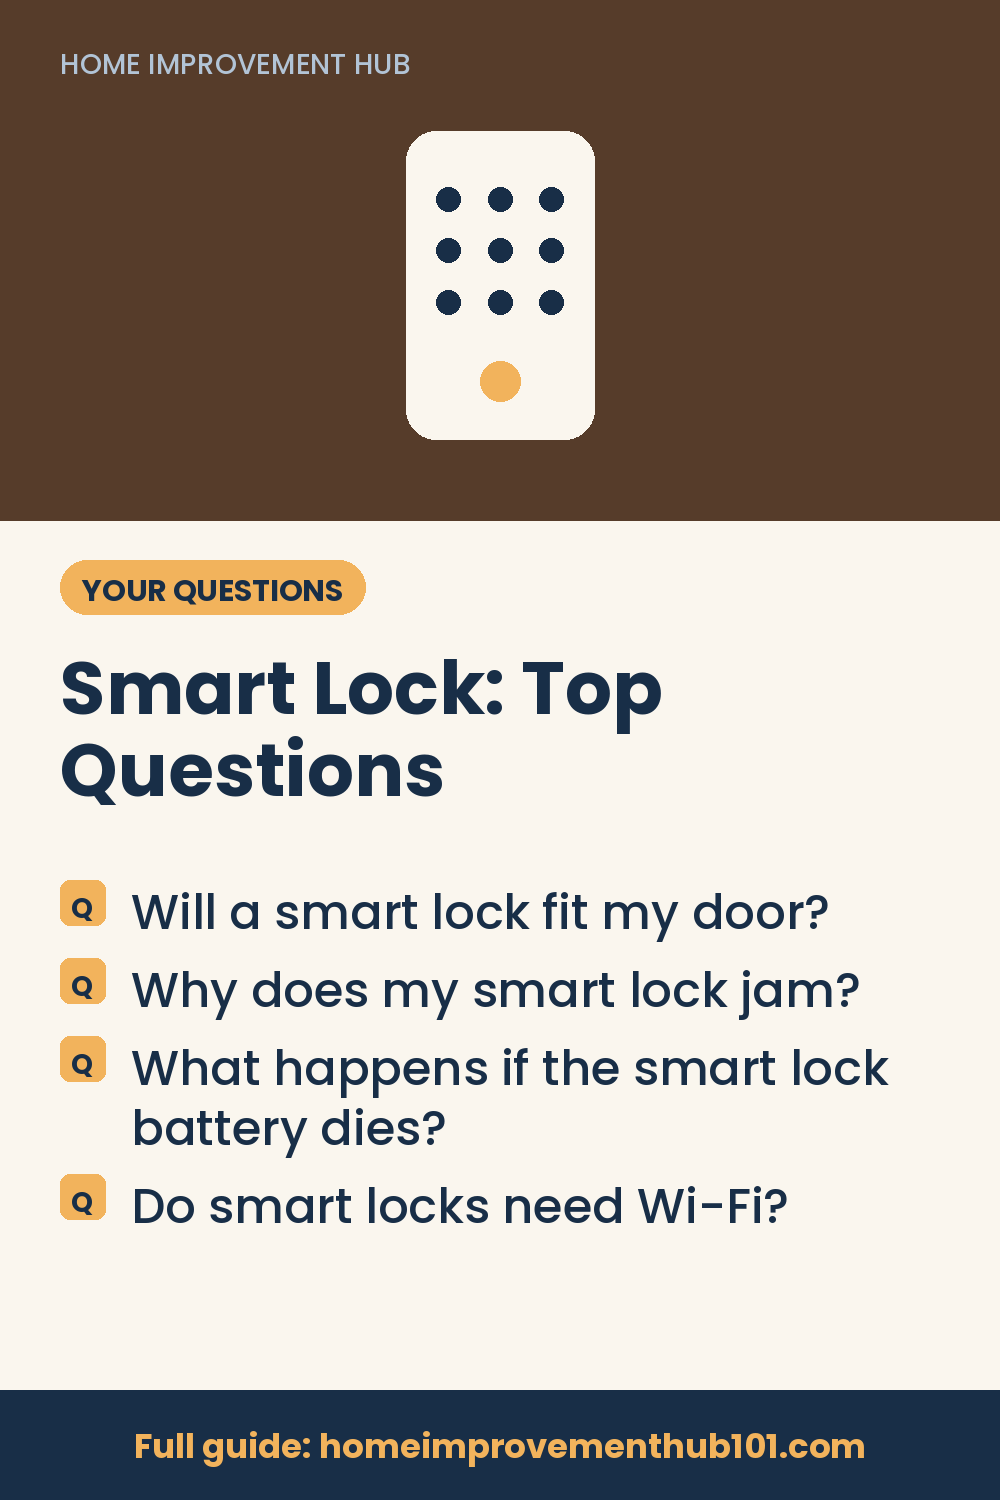 HOME IMPROVEMENT HUB
YOUR QUESTIONS
Smart Lock: Top
Questions
Q Will a smart lock fit my door?
Q Why does my smart lock jam?
Q What happens if the smart lock
battery dies?
Q Do smart locks need Wi-Fi?
Full guide: homeimprovementhub101.com